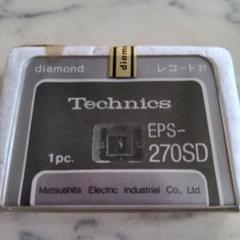 diamond レコード針
Technics
EPS-
1pc. 270SD
Matsushita Electric Industrial Co., Ltd.